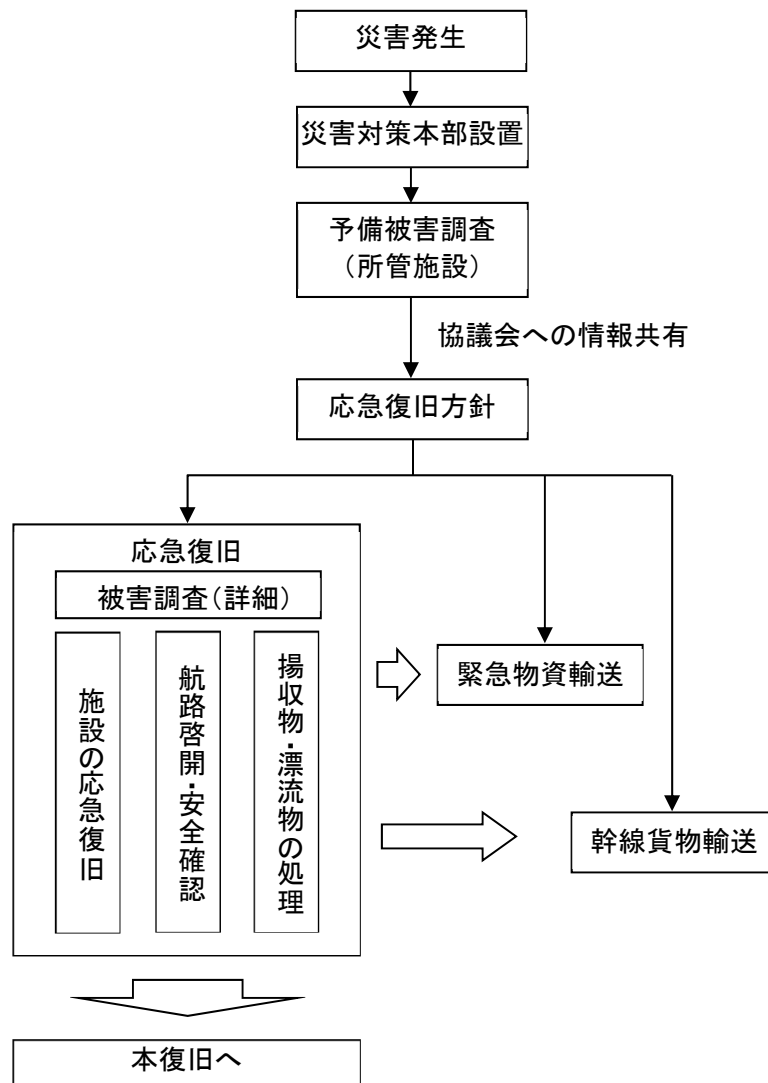 災害発生
災害対策本部設置
予備被害調査
（所管施設）
協議会への情報共有
応急復旧方針
応急復旧
被害調査（詳細）
施設の応急復旧
航路啓開・安全確認
揚収物・漂流物の処理
緊急物資輸送
幹線貨物輸送
本復旧へ